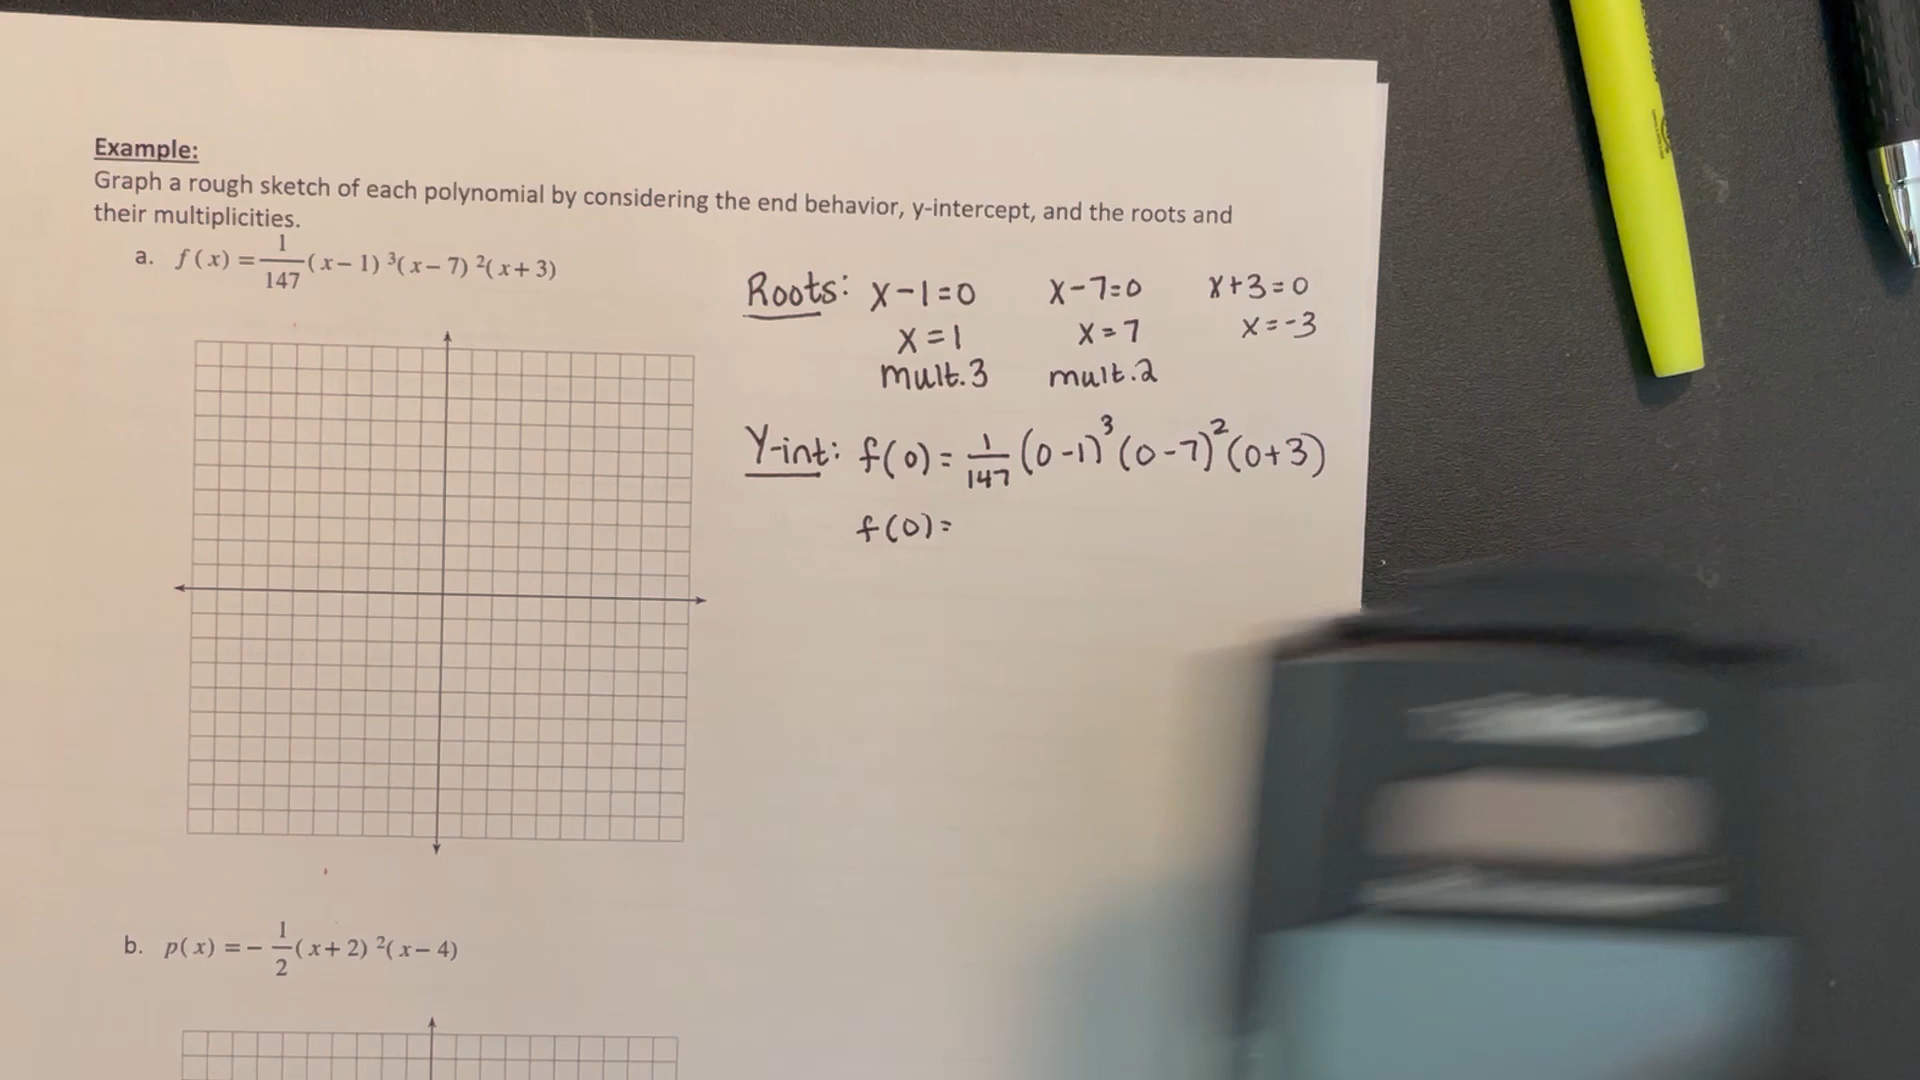 Example:
Graph a rough sketch of each polynomial by considering the end behavior, y-intercept, and the roots and
their multiplicities.
a. f(x) = 1/147 (x − 1)³(x − 7)²(x + 3)
Roots: x-1=0 x-7=0 x+3=0
x=1 x=7 x=-3
mult.3 mult.2
Y-int: f(0) = 1/147 (0-1)³(0-7)²(0+3)
f(0)=
b. p(x) = − 1/2 (x + 2)²(x − 4)